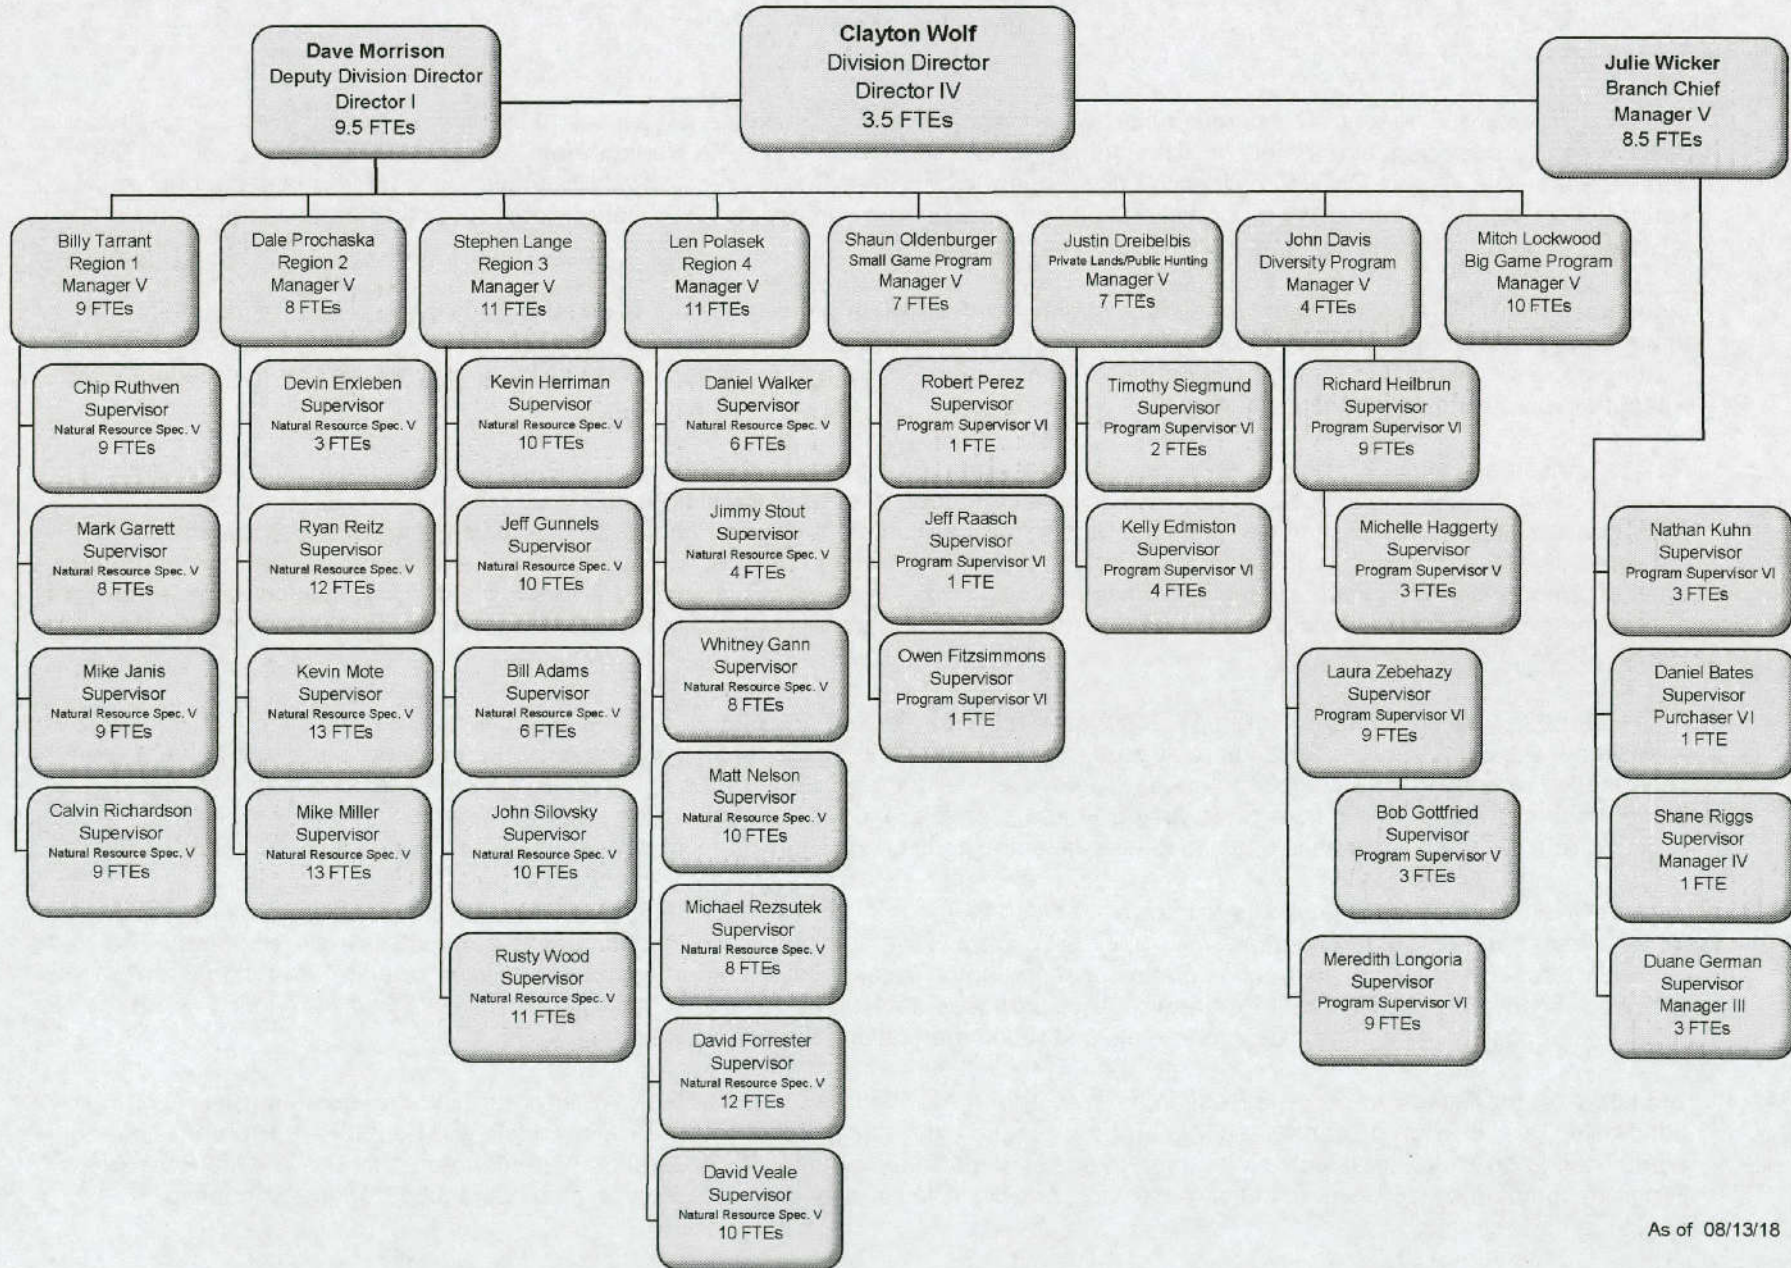 Dave Morrison
Deputy Division Director
Director I
9.5 FTEs
Clayton Wolf
Division Director
Director IV
3.5 FTEs
Julie Wicker
Branch Chief
Manager V
8.5 FTEs
Billy Tarrant
Region 1
Manager V
9 FTEs
Dale Prochaska
Region 2
Manager V
8 FTEs
Stephen Lange
Region 3
Manager V
11 FTEs
Len Polasek
Region 4
Manager V
11 FTEs
Shaun Oldenburger
Small Game Program
Manager V
7 FTEs
Justin Dreibelbis
Private Lands/Public Hunting
Manager V
7 FTEs
John Davis
Diversity Program
Manager V
4 FTEs
Mitch Lockwood
Big Game Program
Manager V
10 FTEs
Chip Ruthven
Supervisor
Natural Resource Spec. V
9 FTEs
Mark Garrett
Supervisor
Natural Resource Spec. V
8 FTEs
Mike Janis
Supervisor
Natural Resource Spec. V
9 FTEs
Calvin Richardson
Supervisor
Natural Resource Spec. V
9 FTEs
Devin Erxleben
Supervisor
Natural Resource Spec. V
3 FTEs
Ryan Reitz
Supervisor
Natural Resource Spec. V
12 FTEs
Kevin Mote
Supervisor
Natural Resource Spec. V
13 FTEs
Mike Miller
Supervisor
Natural Resource Spec. V
13 FTEs
Kevin Herriman
Supervisor
Natural Resource Spec. V
10 FTEs
Jeff Gunnels
Supervisor
Natural Resource Spec. V
10 FTEs
Bill Adams
Supervisor
Natural Resource Spec. V
6 FTEs
John Silovsky
Supervisor
Natural Resource Spec. V
10 FTEs
Rusty Wood
Supervisor
Natural Resource Spec. V
11 FTEs
Daniel Walker
Supervisor
Natural Resource Spec. V
6 FTEs
Jimmy Stout
Supervisor
Natural Resource Spec. V
4 FTEs
Whitney Gann
Supervisor
Natural Resource Spec. V
8 FTEs
Matt Nelson
Supervisor
Natural Resource Spec. V
10 FTEs
Michael Rezsutek
Supervisor
Natural Resource Spec. V
8 FTEs
David Forrester
Supervisor
Natural Resource Spec. V
12 FTEs
David Veale
Supervisor
Natural Resource Spec. V
10 FTEs
Robert Perez
Supervisor
Program Supervisor VI
1 FTE
Jeff Raasch
Supervisor
Program Supervisor VI
1 FTE
Owen Fitzsimmons
Supervisor
Program Supervisor VI
1 FTE
Timothy Siegmund
Supervisor
Program Supervisor VI
2 FTEs
Kelly Edmiston
Supervisor
Program Supervisor VI
4 FTEs
Richard Heilbrun
Supervisor
Program Supervisor VI
9 FTEs
Michelle Haggerty
Supervisor
Program Supervisor V
3 FTEs
Laura Zebehazy
Supervisor
Program Supervisor VI
9 FTEs
Bob Gottfried
Supervisor
Program Supervisor V
3 FTEs
Meredith Longoria
Supervisor
Program Supervisor VI
9 FTEs
Nathan Kuhn
Supervisor
Program Supervisor VI
3 FTEs
Daniel Bates
Supervisor
Purchaser VI
1 FTE
Shane Riggs
Supervisor
Manager IV
1 FTE
Duane German
Supervisor
Manager III
3 FTEs
As of 08/13/18